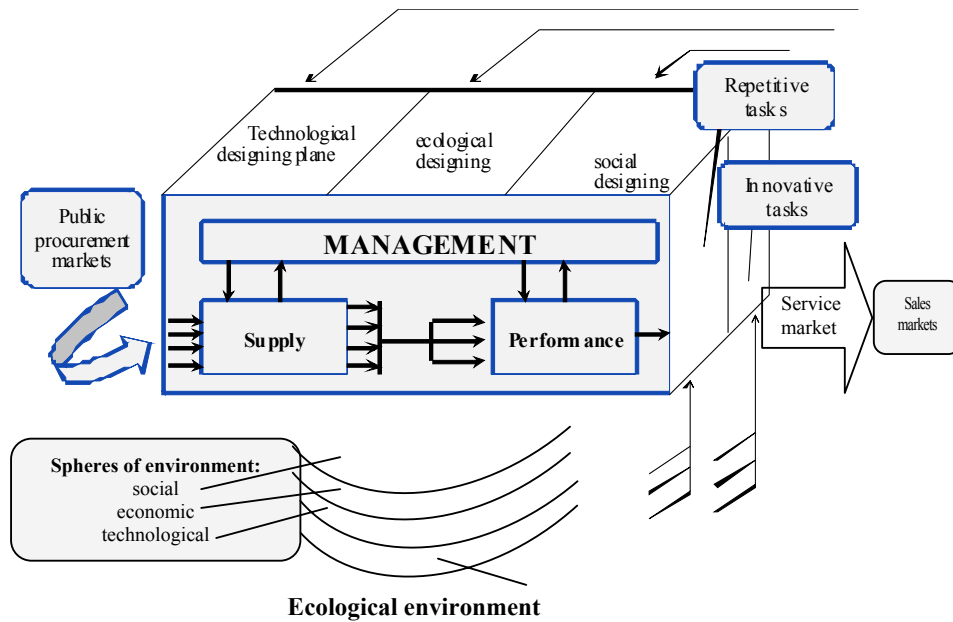 Repetitive
tasks
Technological
designing plane
ecological
designing
social
designing
Innovative
tasks
Public
procurement
markets
MANAGEMENT
Supply
Performance
Service
market
Sales
markets
Spheres of environment:
social
economic
technological
Ecological environment